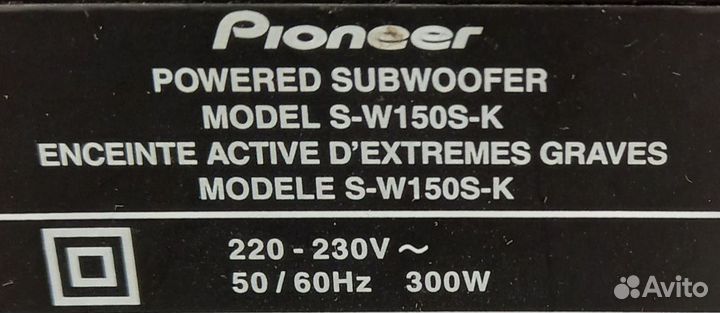 Pioneer
POWERED SUBWOOFER
MODEL S-W150S-K
ENCEINTE ACTIVE D'EXTREMES GRAVES
MODELE S-W150S-K
220 - 230V ~
50 / 60Hz 300W
Avito